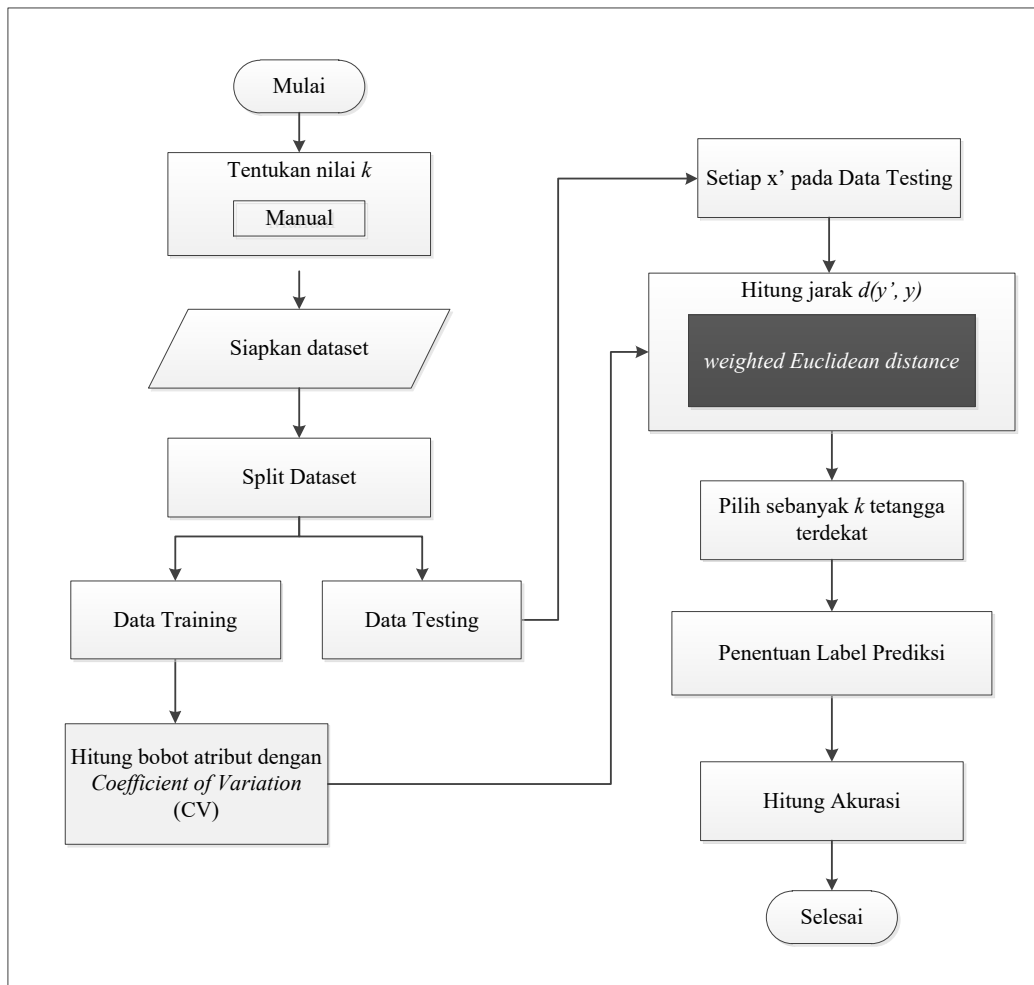 Mulai
Tentukan nilai k
Manual
Siapkan dataset
Split Dataset
Data Training
Data Testing
Hitung bobot atribut dengan
Coefficient of Variation
(CV)
Setiap x’ pada Data Testing
Hitung jarak d(y’, y)
weighted Euclidean distance
Pilih sebanyak k tetangga
terdekat
Penentuan Label Prediksi
Hitung Akurasi
Selesai